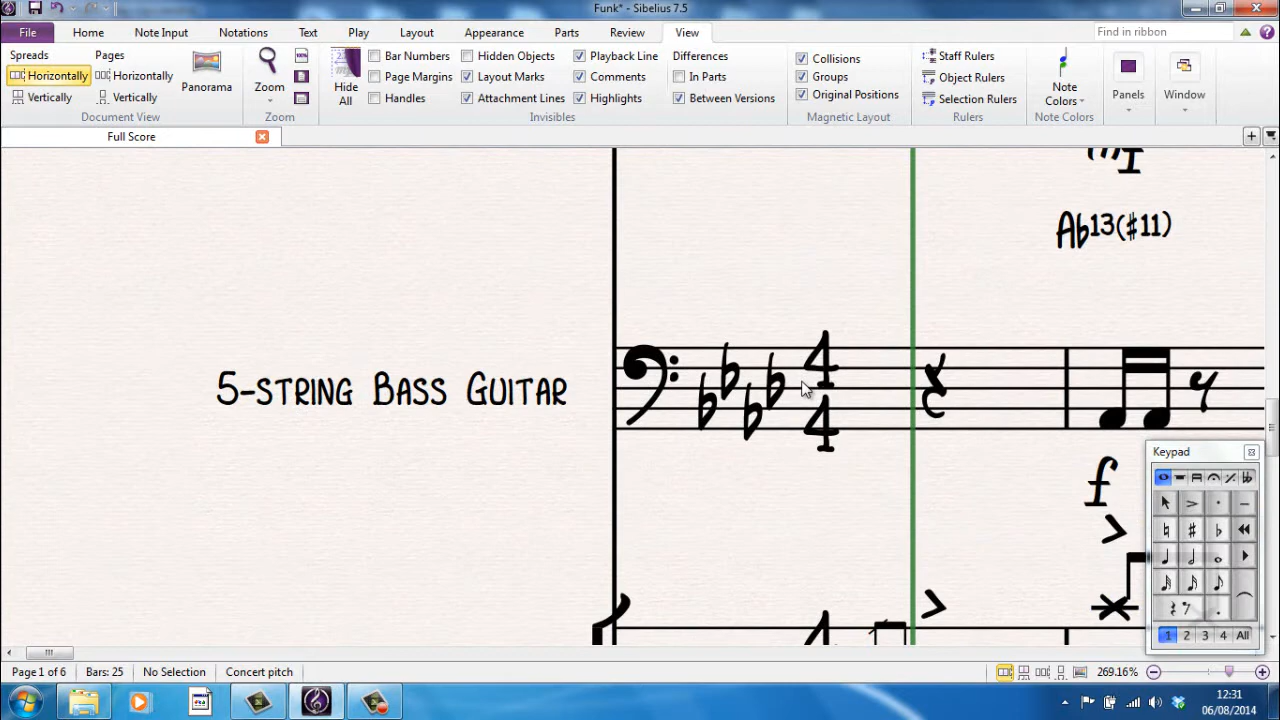 Funk* - Sibelius 7.5
File Home Note Input Notations Text Play Layout Appearance Parts Review View Find in ribbon
Spreads Pages Bar Numbers Hidden Objects Playback Line Differences Collisions Staff Rulers
Horizontally Horizontally Page Margins Layout Marks Comments In Parts Groups Object Rulers
Vertically Vertically Panorama Zoom Hide All Handles Attachment Lines Highlights Between Versions Original Positions Selection Rulers Note Colors Panels Window
Document View Zoom Invisibles Magnetic Layout Rulers Note Colors
Full Score
Ab13(#11)
5-string Bass Guitar
4
4
f
Keypad
1 2 3 4 All
Page 1 of 6 Bars: 25 No Selection Concert pitch 269.16%
12:31
06/08/2014